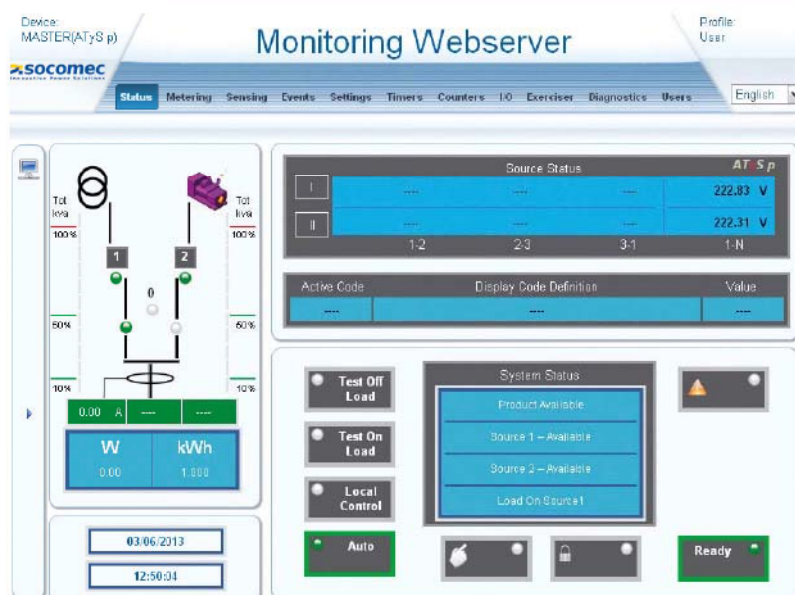 Device:
MASTER(ATyS p)
Monitoring Webserver
Profile:
User
socomec
Innovative Power Solutions
Status Metering Sensing Events Settings Timers Counters I/O Exerciser Diagnostics Users
English
Tot
kva
Tot
kva
100%
100%
1
2
0
50%
50%
10%
10%
0.00 A ---- ----
W kWh
0.00 1.000
03/06/2013
12:50:04
Source Status
ATyS p
I ---- ---- ---- 222.83 V
II ---- ---- ---- 222.31 V
1-2 2-3 3-1 1-N
Active Code Display Code Definition Value
---- ---- ----
Test Off
Load
Test On
Load
Local
Control
Auto
System Status
Product Available
Source 1 – Available
Source 2 – Available
Load On Source1
Ready